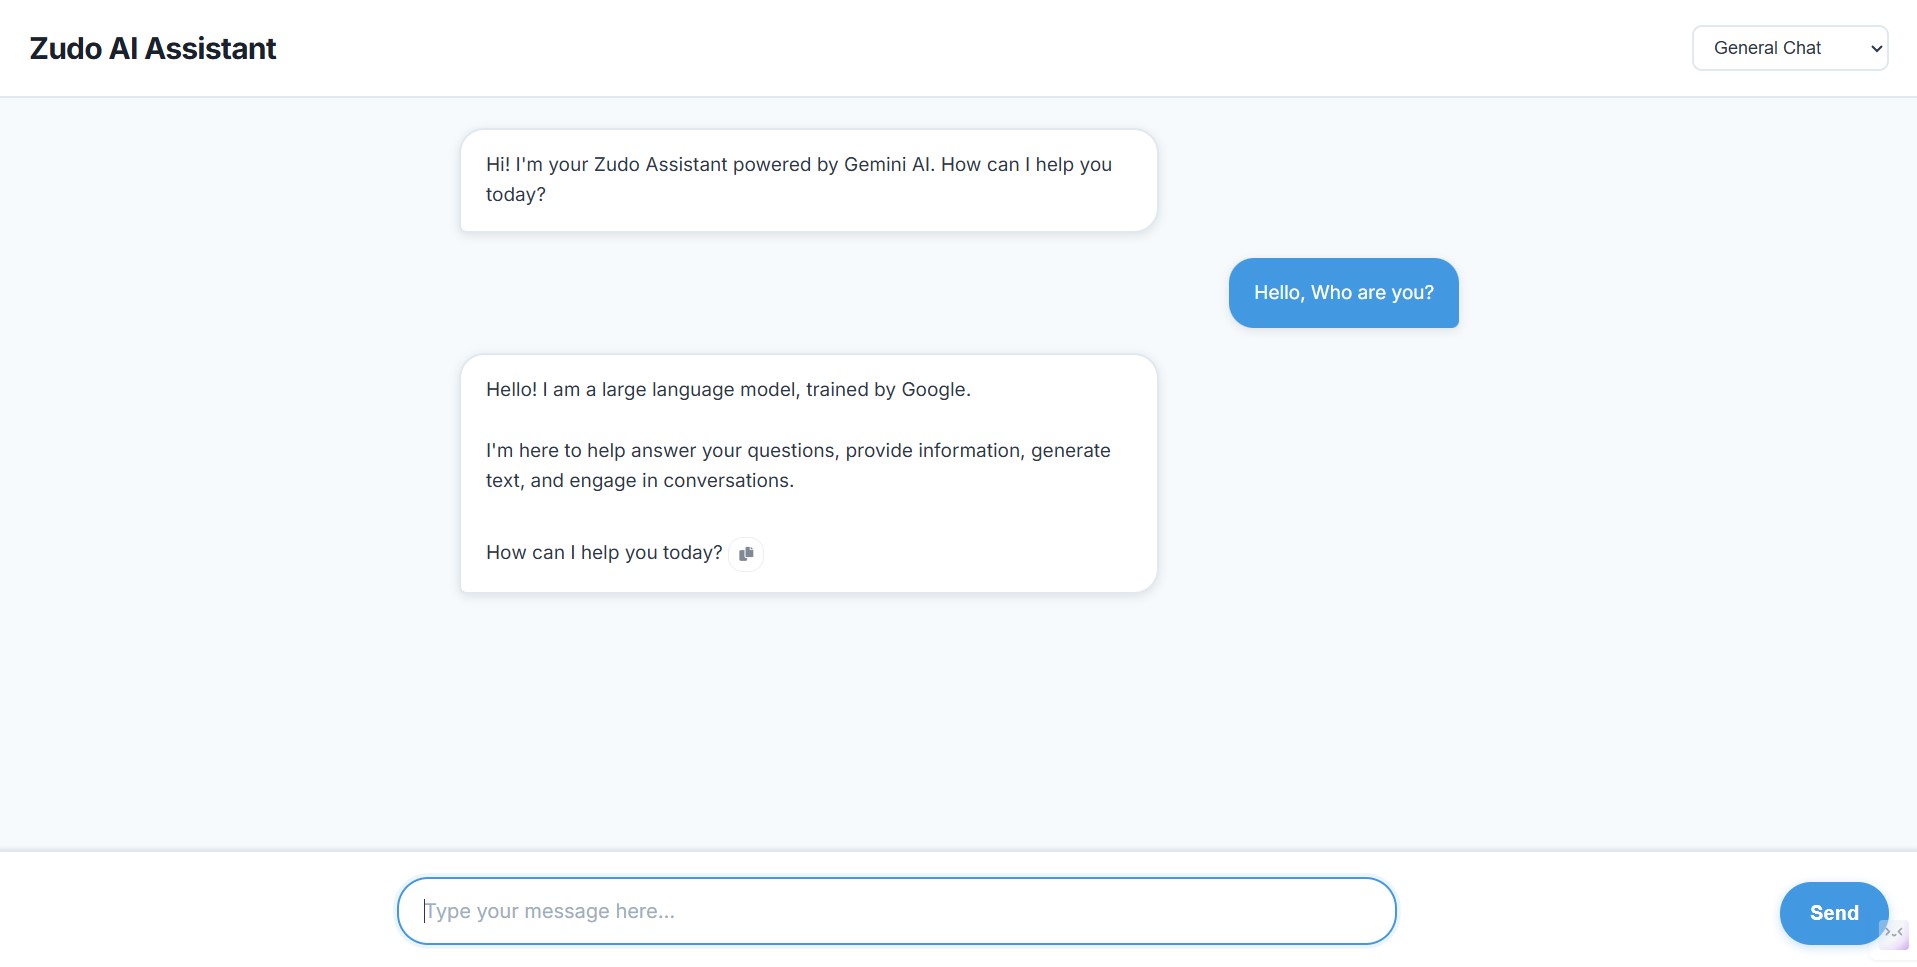 Zudo AI Assistant
General Chat
Hi! I'm your Zudo Assistant powered by Gemini AI. How can I help you
today?
Hello, Who are you?
Hello! I am a large language model, trained by Google.
I'm here to help answer your questions, provide information, generate
text, and engage in conversations.
How can I help you today?
Type your message here...
Send